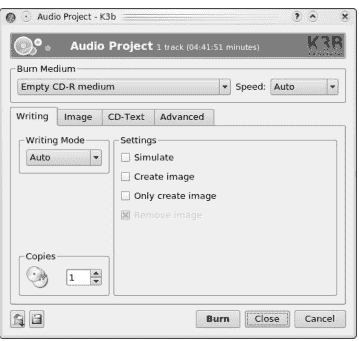 Audio Project - K3b
Audio Project 1 track (04:41:51 minutes)
K3B
Burn Medium
Empty CD-R medium Speed: Auto
Writing Image CD-Text Advanced
Writing Mode
Auto
Settings
Simulate
Create image
Only create image
Remove image
Copies
1
Burn Close Cancel